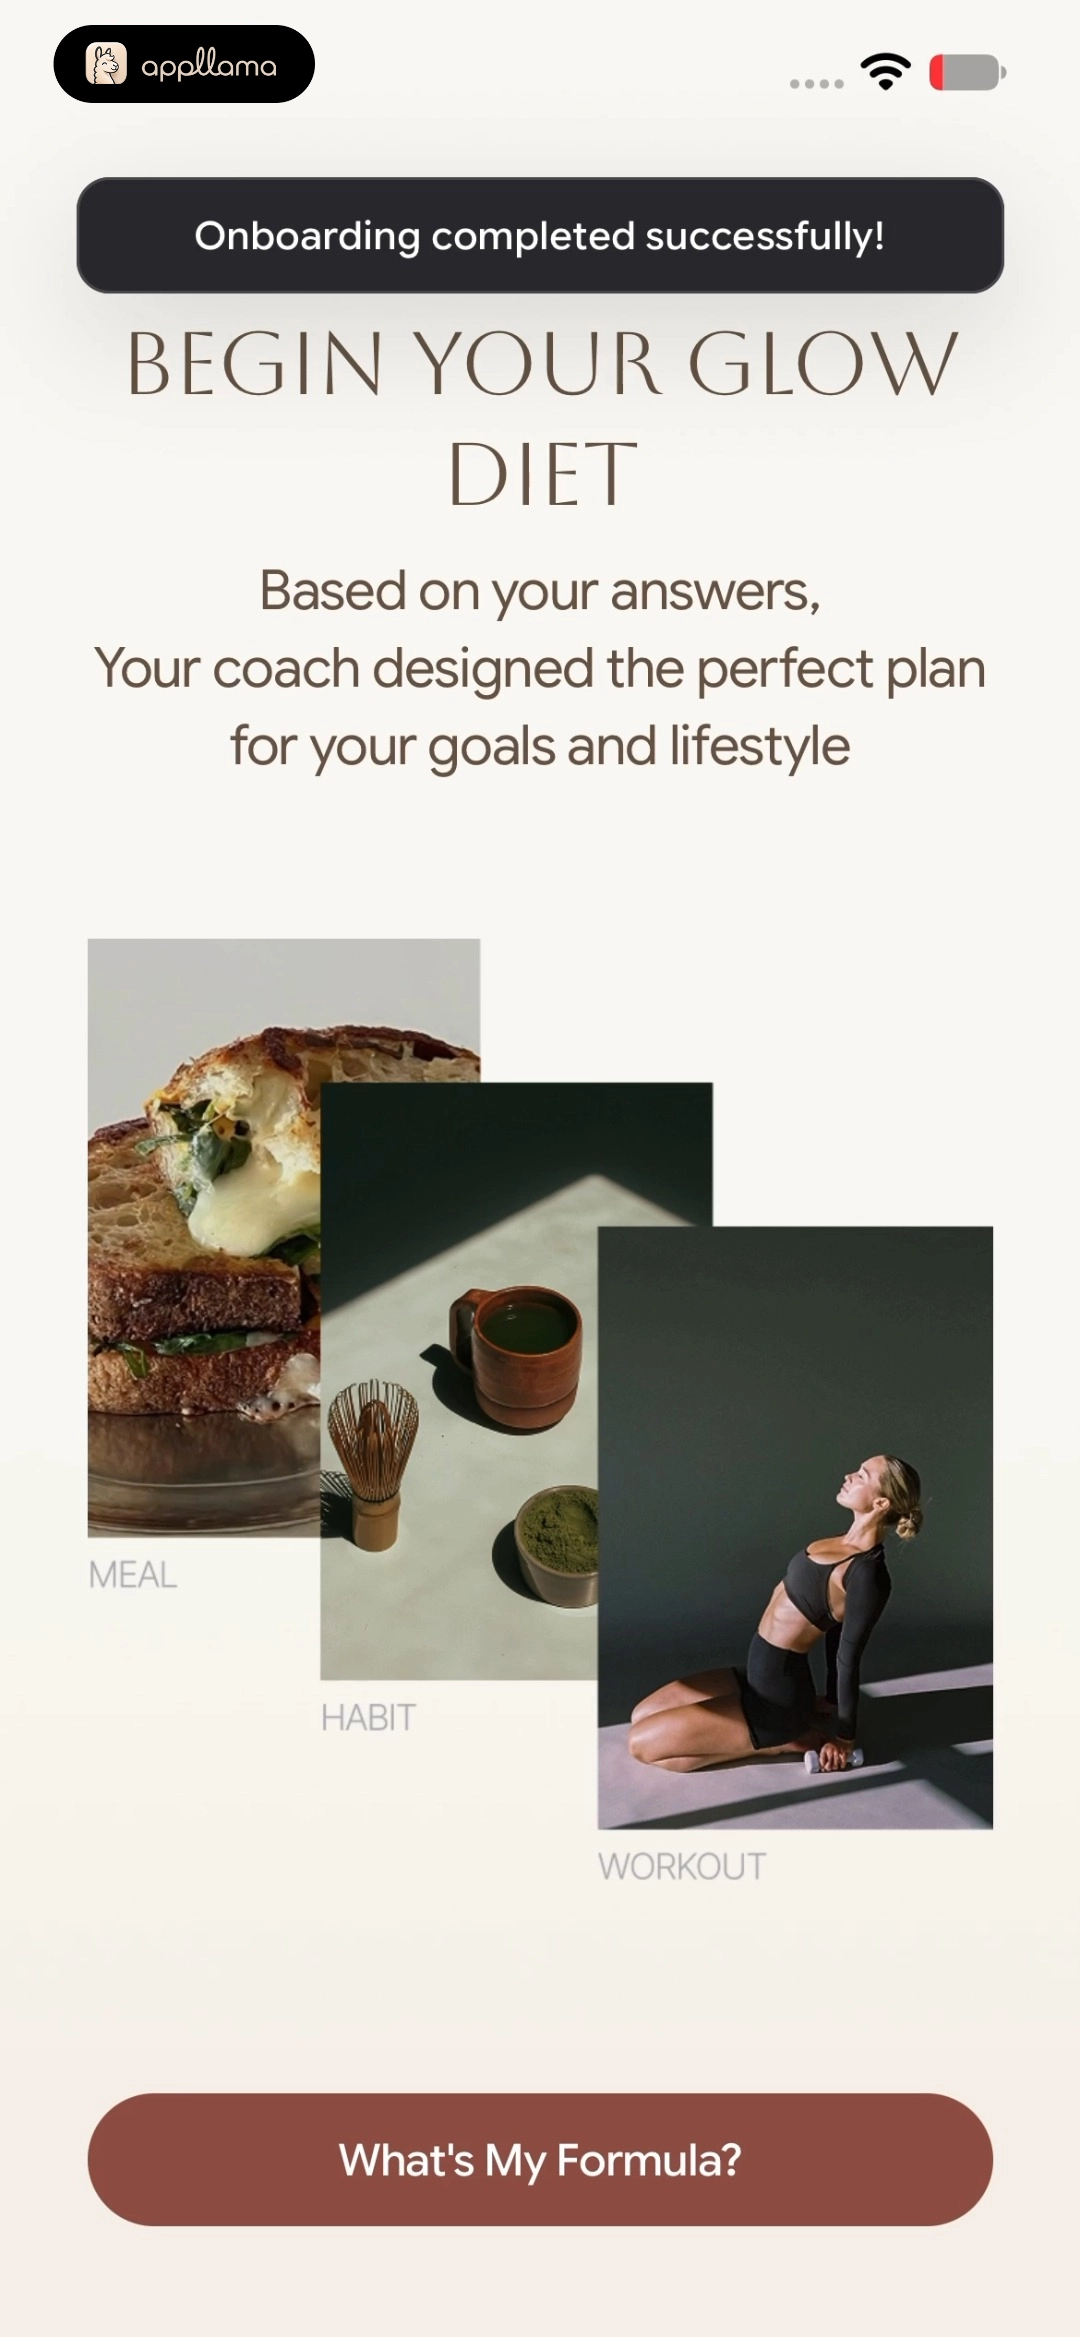 appllama
Onboarding completed successfully!
BEGIN YOUR GLOW
DIET
Based on your answers,
Your coach designed the perfect plan
for your goals and lifestyle
MEAL
HABIT
WORKOUT
What's My Formula?